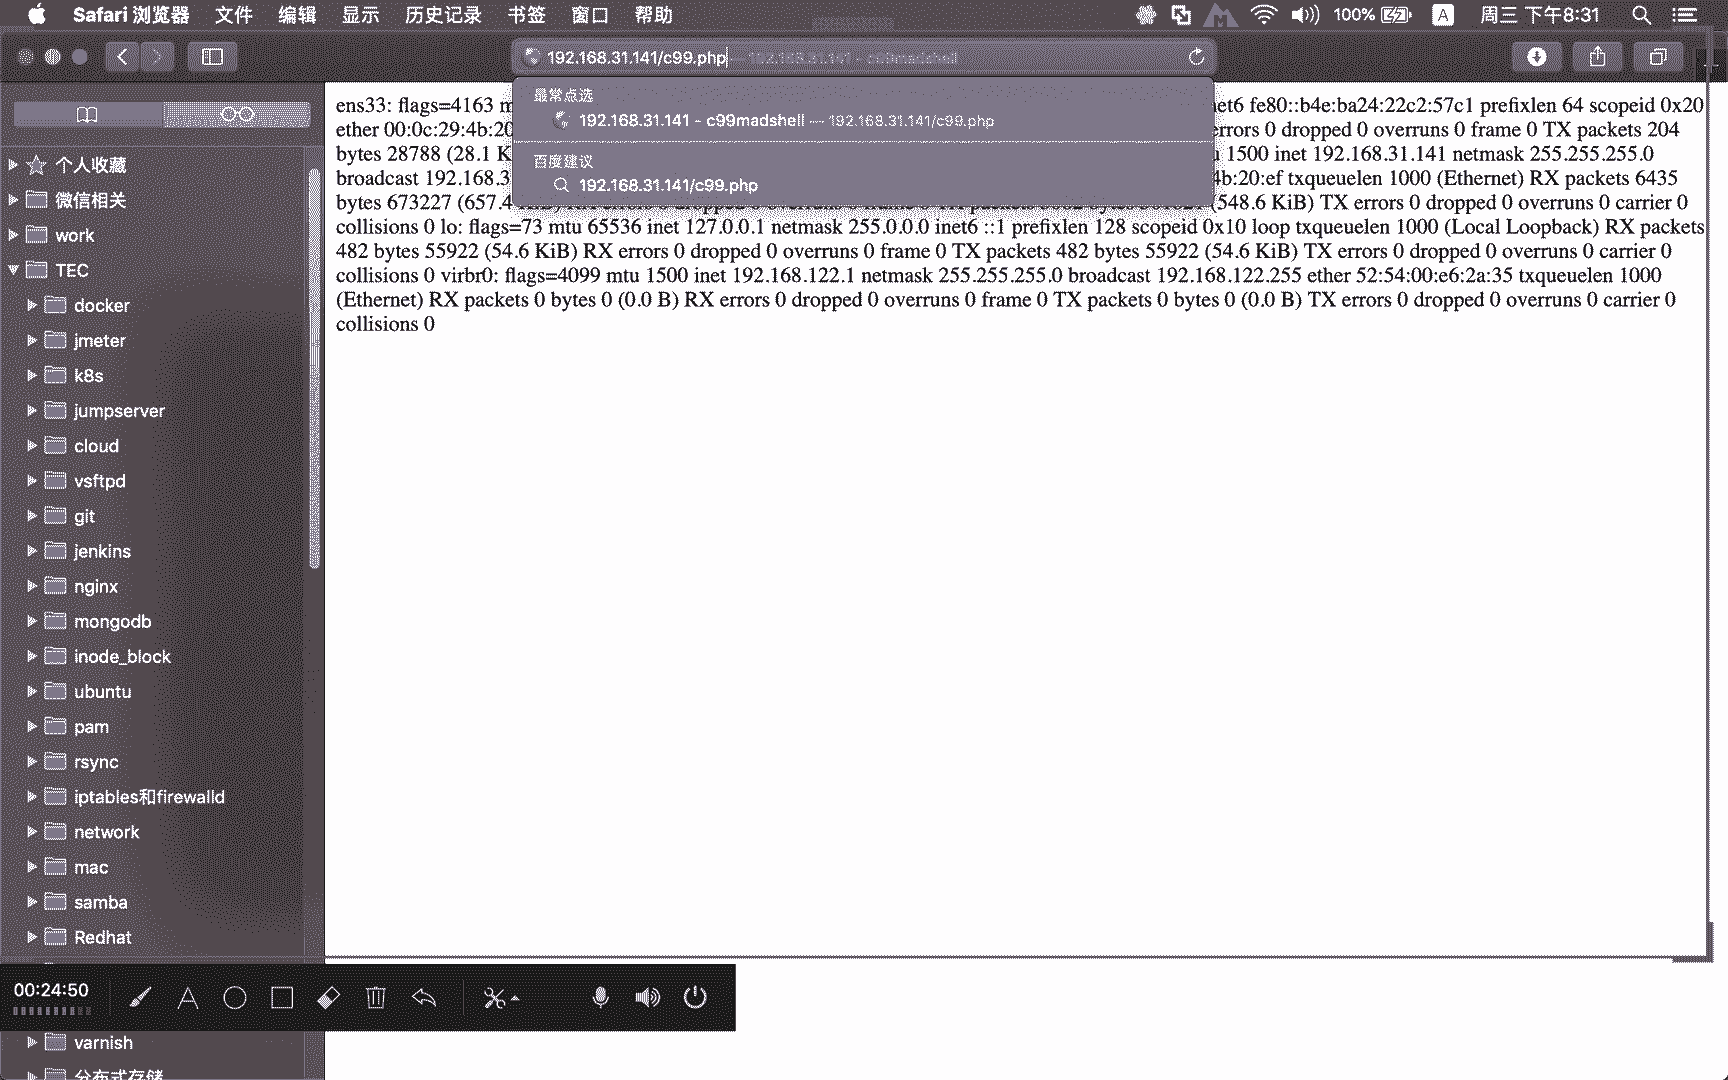 Safari 浏览器 文件 编辑 显示 历史记录 书签 窗口 帮助 100% A 周三 下午8:31
192.168.31.141/c99.php — 192.168.31.141 - c99madshell
最常点选
192.168.31.141 - c99madshell — 192.168.31.141/c99.php
百度建议
192.168.31.141/c99.php
ens33: flags=4163 m net6 fe80::b4e:ba24:22c2:57c1 prefixlen 64 scopeid 0x20
ether 00:0c:29:4b:20 errors 0 dropped 0 overruns 0 frame 0 TX packets 204
bytes 28788 (28.1 K 1500 inet 192.168.31.141 netmask 255.255.255.0
broadcast 192.168.3 4b:20:ef txqueuelen 1000 (Ethernet) RX packets 6435
bytes 673227 (657.4 (548.6 KiB) TX errors 0 dropped 0 overruns 0 carrier 0
collisions 0 lo: flags=73 mtu 65536 inet 127.0.0.1 netmask 255.0.0.0 inet6 ::1 prefixlen 128 scopeid 0x10 loop txqueuelen 1000 (Local Loopback) RX packets
482 bytes 55922 (54.6 KiB) RX errors 0 dropped 0 overruns 0 frame 0 TX packets 482 bytes 55922 (54.6 KiB) TX errors 0 dropped 0 overruns 0 carrier 0
collisions 0 virbr0: flags=4099 mtu 1500 inet 192.168.122.1 netmask 255.255.255.0 broadcast 192.168.122.255 ether 52:54:00:e6:2a:35 txqueuelen 1000
(Ethernet) RX packets 0 bytes 0 (0.0 B) RX errors 0 dropped 0 overruns 0 frame 0 TX packets 0 bytes 0 (0.0 B) TX errors 0 dropped 0 overruns 0 carrier 0
collisions 0
个人收藏
微信相关
work
TEC
docker
jmeter
k8s
jumpserver
cloud
vsftpd
git
jenkins
nginx
mongodb
inode_block
ubuntu
pam
rsync
iptables和firewalld
network
mac
samba
Redhat
00:24:50
varnish
分布式存储